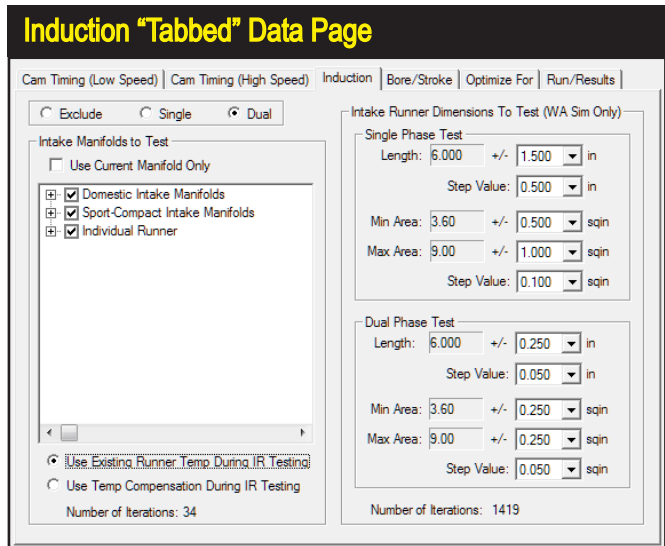 Induction “Tabbed” Data Page
Cam Timing (Low Speed) Cam Timing (High Speed) Induction Bore/Stroke Optimize For Run/Results
Exclude Single Dual
Intake Manifolds to Test
Use Current Manifold Only
Domestic Intake Manifolds
Sport-Compact Intake Manifolds
Individual Runner
Use Existing Runner Temp During IR Testing
Use Temp Compensation During IR Testing
Number of Iterations: 34
Intake Runner Dimensions To Test (WA Sim Only)
Single Phase Test
Length: 6.000 +/- 1.500 in
Step Value: 0.500 in
Min Area: 3.60 +/- 0.500 sqin
Max Area: 9.00 +/- 1.000 sqin
Step Value: 0.100 sqin
Dual Phase Test
Length: 6.000 +/- 0.250 in
Step Value: 0.050 in
Min Area: 3.60 +/- 0.250 sqin
Max Area: 9.00 +/- 0.250 sqin
Step Value: 0.050 sqin
Number of Iterations: 1419